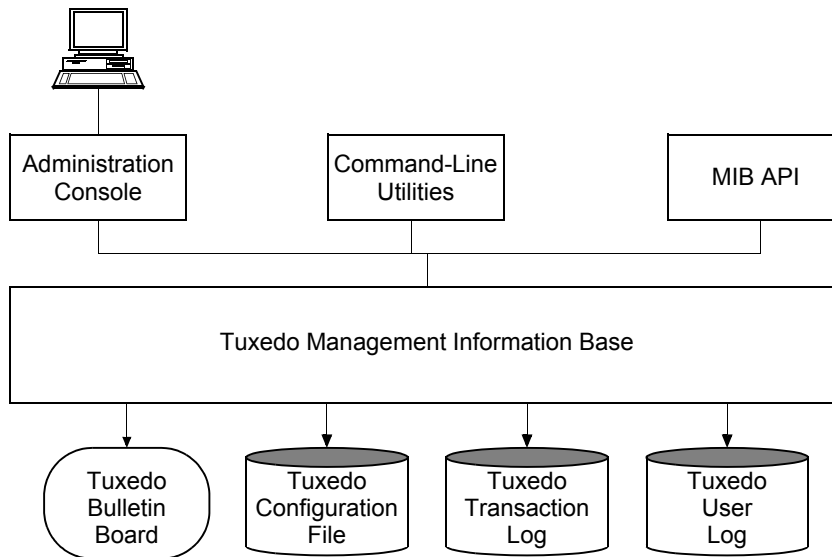 Administration
Console
Command-Line
Utilities
MIB API
Tuxedo Management Information Base
Tuxedo
Bulletin
Board
Tuxedo
Configuration
File
Tuxedo
Transaction
Log
Tuxedo
User
Log